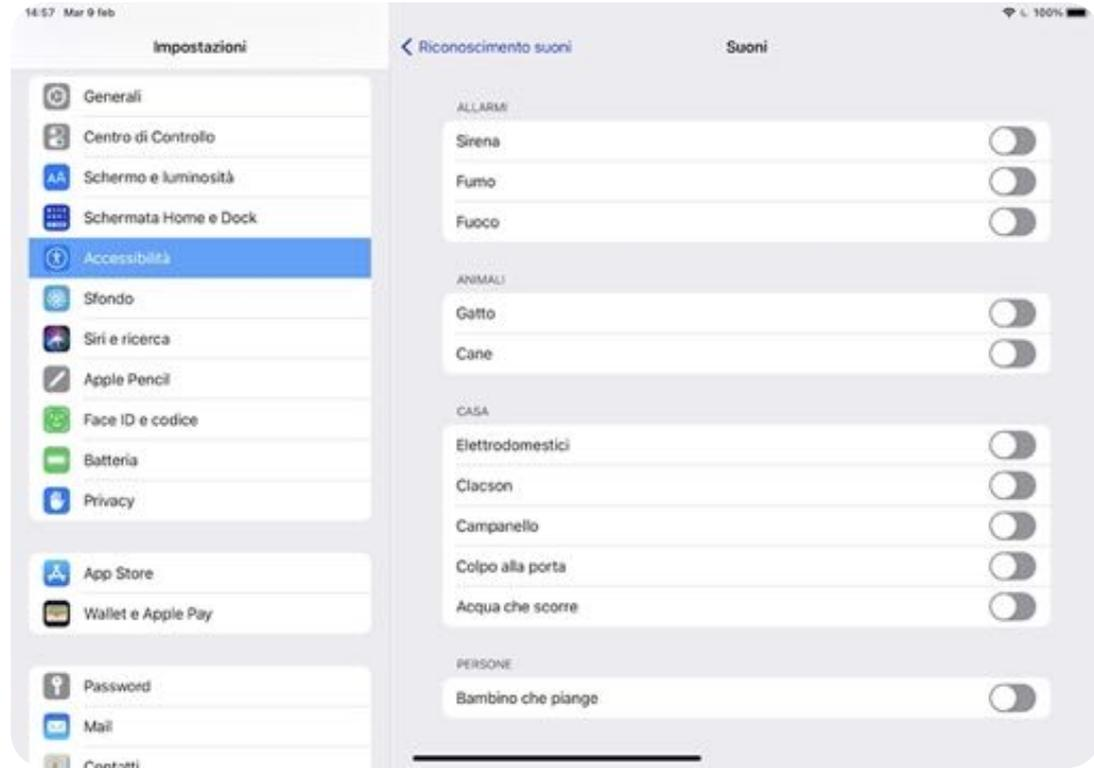 14:57 Mar 9 feb
100%
Impostazioni
Generali
Centro di Controllo
Schermo e luminosità
Schermata Home e Dock
Accessibilità
Sfondo
Siri e ricerca
Apple Pencil
Face ID e codice
Batteria
Privacy
App Store
Wallet e Apple Pay
Password
Mail
Contatti
Riconoscimento suoni
Suoni
ALLARMI
Sirena
Fumo
Fuoco
ANIMALI
Gatto
Cane
CASA
Elettrodomestici
Clacson
Campanello
Colpo alla porta
Acqua che scorre
PERSONE
Bambino che piange